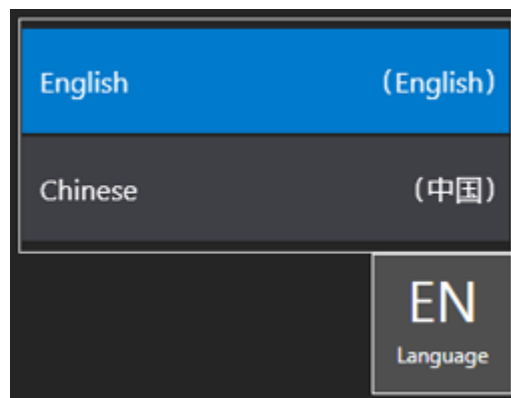 English (English)
Chinese (中国)
EN
Language